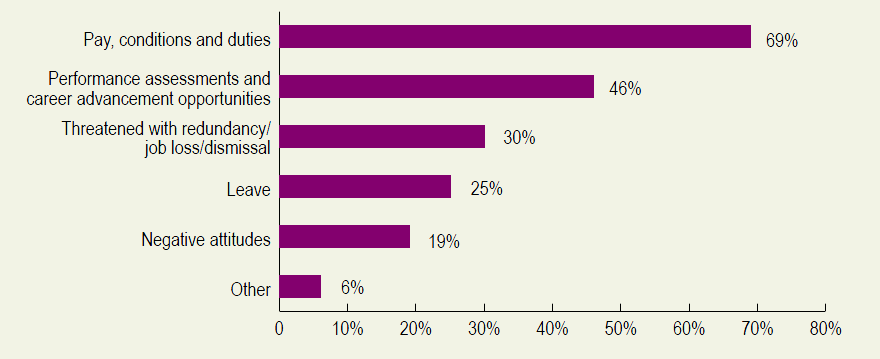 Pay, conditions and duties
69%
Performance assessments and
career advancement opportunities
46%
Threatened with redundancy/
job loss/dismissal
30%
Leave
25%
Negative attitudes
19%
Other
6%
0 10% 20% 30% 40% 50% 60% 70% 80%